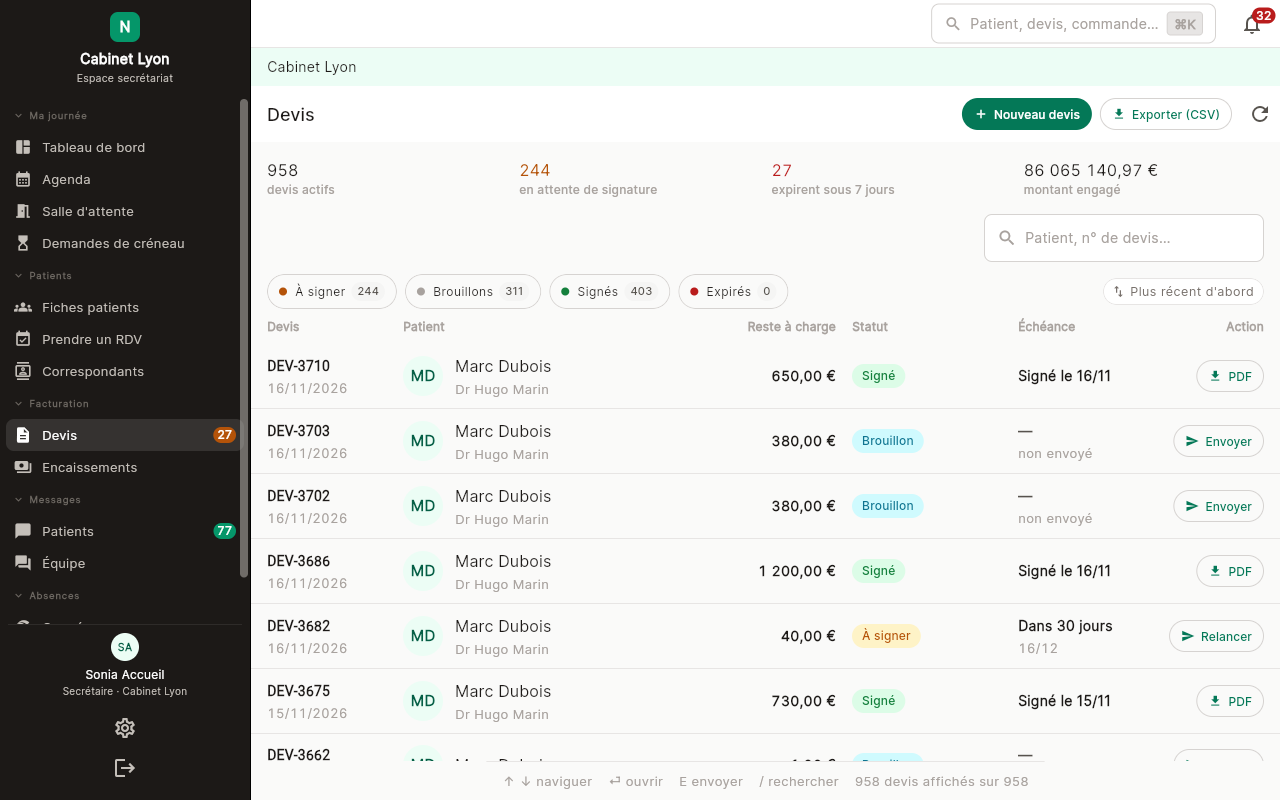 N
Cabinet Lyon
Espace secrétariat
Ma journée
Tableau de bord
Agenda
Salle d'attente
Demandes de créneau
Patients
Fiches patients
Prendre un RDV
Correspondants
Facturation
Devis 27
Encaissements
Messages
Patients 77
Équipe
Absences
SA
Sonia Accueil
Secrétaire · Cabinet Lyon
Patient, devis, commande... ⌘K
32
Cabinet Lyon
Devis
Nouveau devis
Exporter (CSV)
958 244 27 86 065 140,97 €
devis actifs en attente de signature expirent sous 7 jours montant engagé
Patient, n° de devis...
À signer 244 Brouillons 311 Signés 403 Expirés 0 Plus récent d'abord
Devis Patient Reste à charge Statut Échéance Action
DEV-3710 MD Marc Dubois 650,00 € Signé Signé le 16/11 PDF
16/11/2026 Dr Hugo Marin
DEV-3703 MD Marc Dubois 380,00 € Brouillon — Envoyer
16/11/2026 Dr Hugo Marin non envoyé
DEV-3702 MD Marc Dubois 380,00 € Brouillon — Envoyer
16/11/2026 Dr Hugo Marin non envoyé
DEV-3686 MD Marc Dubois 1 200,00 € Signé Signé le 16/11 PDF
16/11/2026 Dr Hugo Marin
DEV-3682 MD Marc Dubois 40,00 € À signer Dans 30 jours Relancer
16/11/2026 Dr Hugo Marin 16/12
DEV-3675 MD Marc Dubois 730,00 € Signé Signé le 15/11 PDF
15/11/2026 Dr Hugo Marin
DEV-3662 —
↑ ↓ naviguer ⏎ ouvrir E envoyer / rechercher 958 devis affichés sur 958